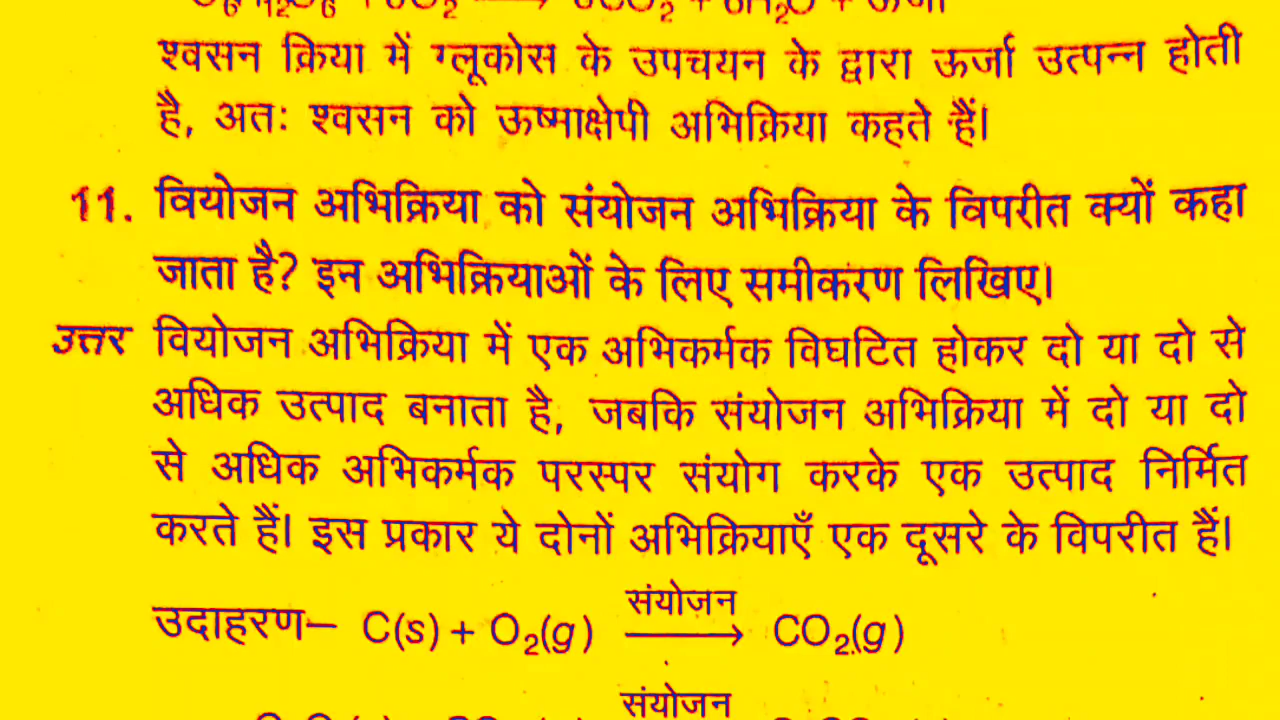 श्वसन क्रिया में ग्लूकोस के उपचयन के द्वारा ऊर्जा उत्पन्न होती
है, अतः श्वसन को ऊष्माक्षेपी अभिक्रिया कहते हैं।
11. वियोजन अभिक्रिया को संयोजन अभिक्रिया के विपरीत क्यों कहा
जाता है? इन अभिक्रियाओं के लिए समीकरण लिखिए।
उत्तर वियोजन अभिक्रिया में एक अभिकर्मक विघटित होकर दो या दो से
अधिक उत्पाद बनाता है, जबकि संयोजन अभिक्रिया में दो या दो
से अधिक अभिकर्मक परस्पर संयोग करके एक उत्पाद निर्मित
करते हैं। इस प्रकार ये दोनों अभिक्रियाएँ एक दूसरे के विपरीत हैं।
संयोजन
उदाहरण– C(s) + O₂(g) ⟶ CO₂(g)
संयोजन